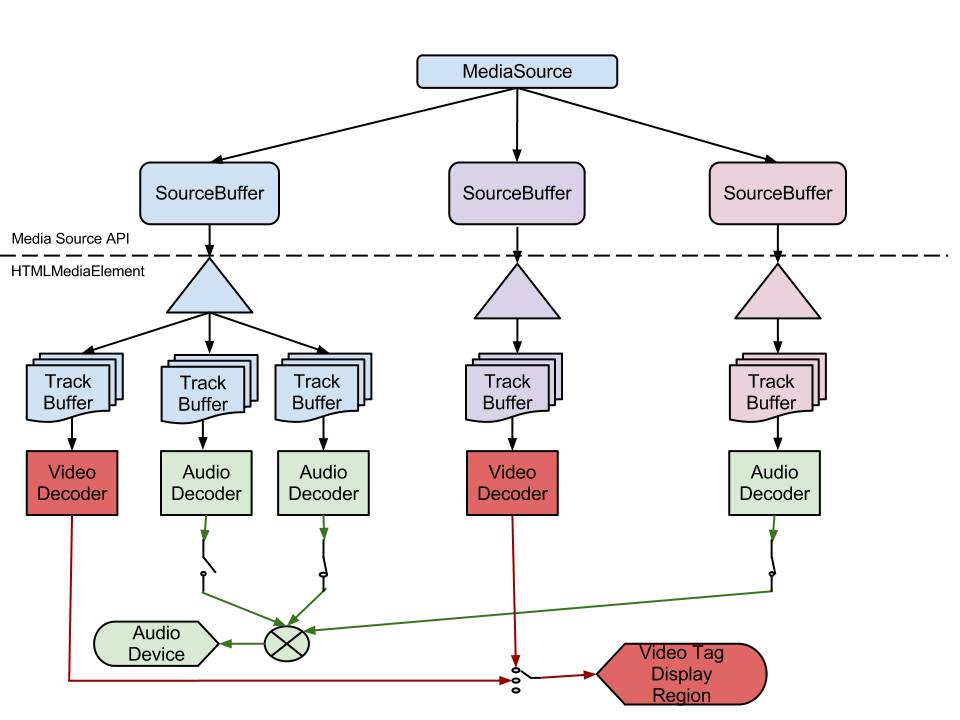 MediaSource
SourceBuffer
SourceBuffer
SourceBuffer
Media Source API
HTMLMediaElement
Track
Buffer
Track
Buffer
Track
Buffer
Track
Buffer
Track
Buffer
Video
Decoder
Audio
Decoder
Audio
Decoder
Video
Decoder
Audio
Decoder
Audio
Device
Video Tag
Display
Region